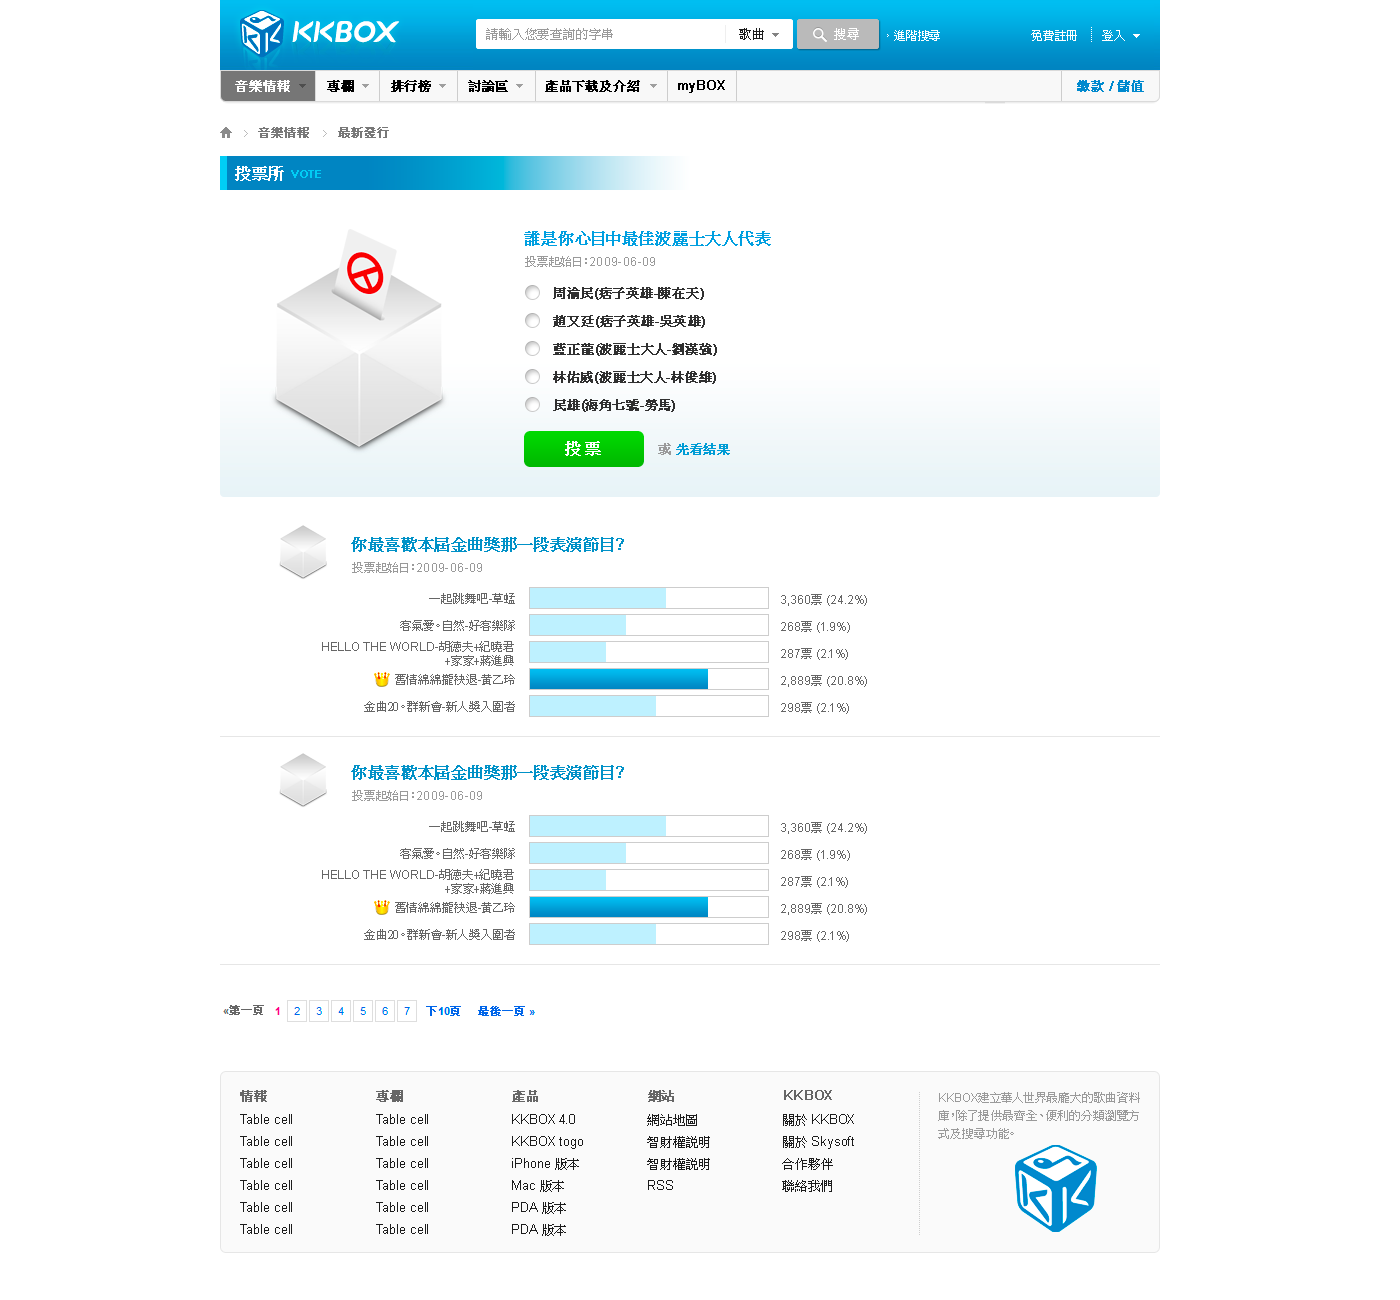 KKBOX
請輸入您要查詢的字串 歌曲 搜尋 進階搜尋 免費註冊 登入
音樂情報 專欄 排行榜 討論區 產品下載及介紹 myBOX 繳款 / 儲值
音樂情報 最新發行
投票所 VOTE
誰是你心目中最佳波麗士大人代表
投票起始日:2009-06-09
周渝民(痞子英雄-陳在天)
趙又廷(痞子英雄-吳英雄)
藍正龍(波麗士大人-劉漢強)
林佑威(波麗士大人-林俊雄)
民雄(海角七號-勞馬)
投票 或 先看結果
你最喜歡本屆金曲獎那一段表演節目?
投票起始日:2009-06-09
一起跳舞吧-草蜢 3,360票 (24.2%)
客氣愛。自然-好客樂隊 268票 (1.9%)
HELLO THE WORLD-胡德夫+紀曉君
+家家+蔣進興 287票 (2.1%)
舊情綿綿攏袂退-黃乙玲 2,889票 (20.8%)
金曲20。群新會-新人獎入圍者 298票 (2.1%)
你最喜歡本屆金曲獎那一段表演節目?
投票起始日:2009-06-09
一起跳舞吧-草蜢 3,360票 (24.2%)
客氣愛。自然-好客樂隊 268票 (1.9%)
HELLO THE WORLD-胡德夫+紀曉君
+家家+蔣進興 287票 (2.1%)
舊情綿綿攏袂退-黃乙玲 2,889票 (20.8%)
金曲20。群新會-新人獎入圍者 298票 (2.1%)
«第一頁 1 2 3 4 5 6 7 下10頁 最後一頁 »
情報 專欄 產品 網站 KKBOX
Table cell Table cell KKBOX 4.0 網站地圖 關於 KKBOX
Table cell Table cell KKBOX togo 智財權説明 關於 Skysoft
Table cell Table cell iPhone 版本 智財權説明 合作夥伴
Table cell Table cell Mac 版本 RSS 聯絡我們
Table cell Table cell PDA 版本
Table cell Table cell PDA 版本
KKBOX建立華人世界最龐大的歌曲資料
庫，除了提供最齊全、便利的分類瀏覽方
式及搜尋功能。